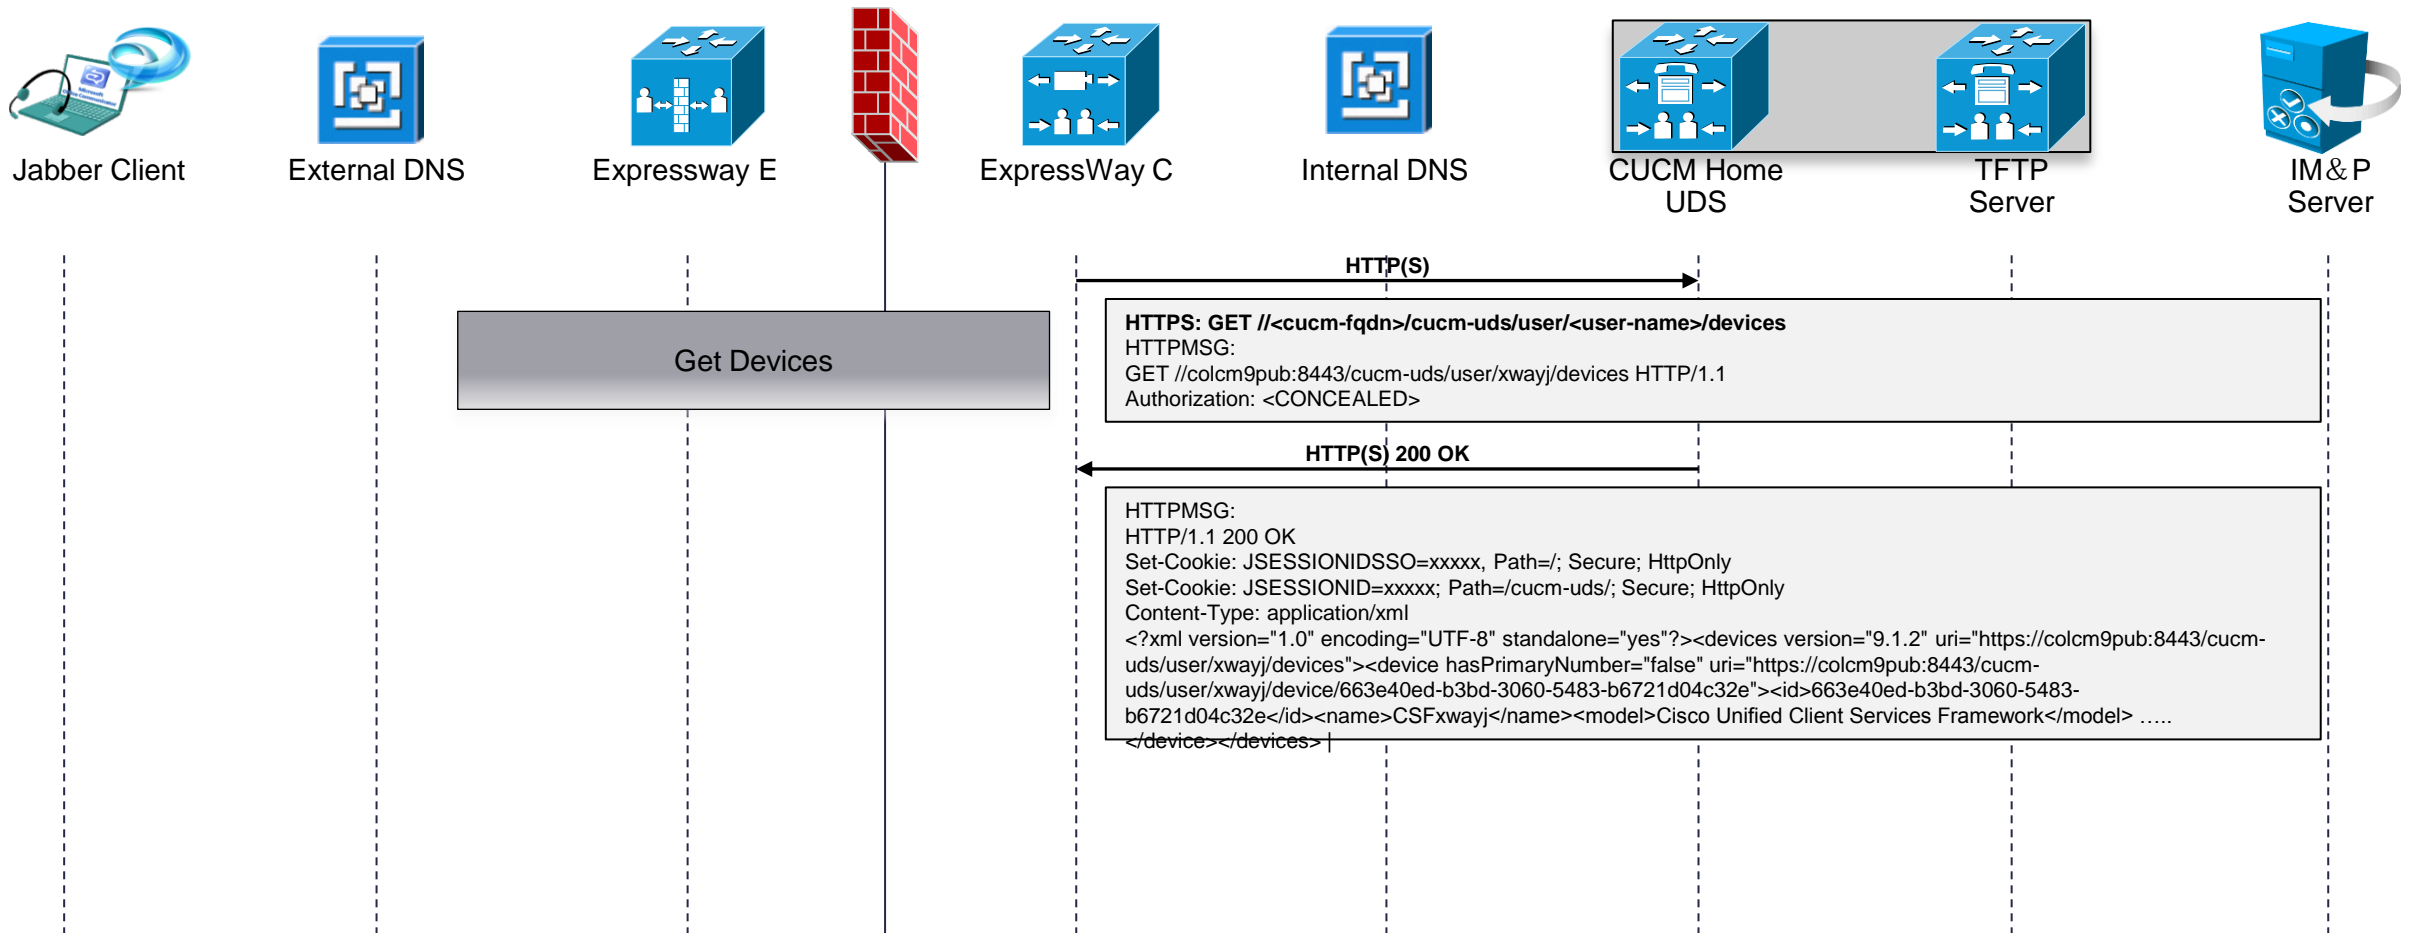 Jabber Client
External DNS
Expressway E
ExpressWay C
Internal DNS
CUCM Home
UDS
TFTP
Server
IM&P
Server
HTTP(S)
Get Devices
HTTPS: GET //<cucm-fqdn>/cucm-uds/user/<user-name>/devices
HTTPMSG:
GET //colcm9pub:8443/cucm-uds/user/xwayj/devices HTTP/1.1
Authorization: <CONCEALED>
HTTP(S) 200 OK
HTTPMSG:
HTTP/1.1 200 OK
Set-Cookie: JSESSIONIDSSO=xxxxx, Path=/; Secure; HttpOnly
Set-Cookie: JSESSIONID=xxxxx; Path=/cucm-uds/; Secure; HttpOnly
Content-Type: application/xml
<?xml version="1.0" encoding="UTF-8" standalone="yes"?><devices version="9.1.2" uri="https://colcm9pub:8443/cucm-
uds/user/xwayj/devices"><device hasPrimaryNumber="false" uri="https://colcm9pub:8443/cucm-
uds/user/xwayj/device/663e40ed-b3bd-3060-5483-b6721d04c32e"><id>663e40ed-b3bd-3060-5483-
b6721d04c32e</id><name>CSFxwayj</name><model>Cisco Unified Client Services Framework</model> …..
</device></devices> |